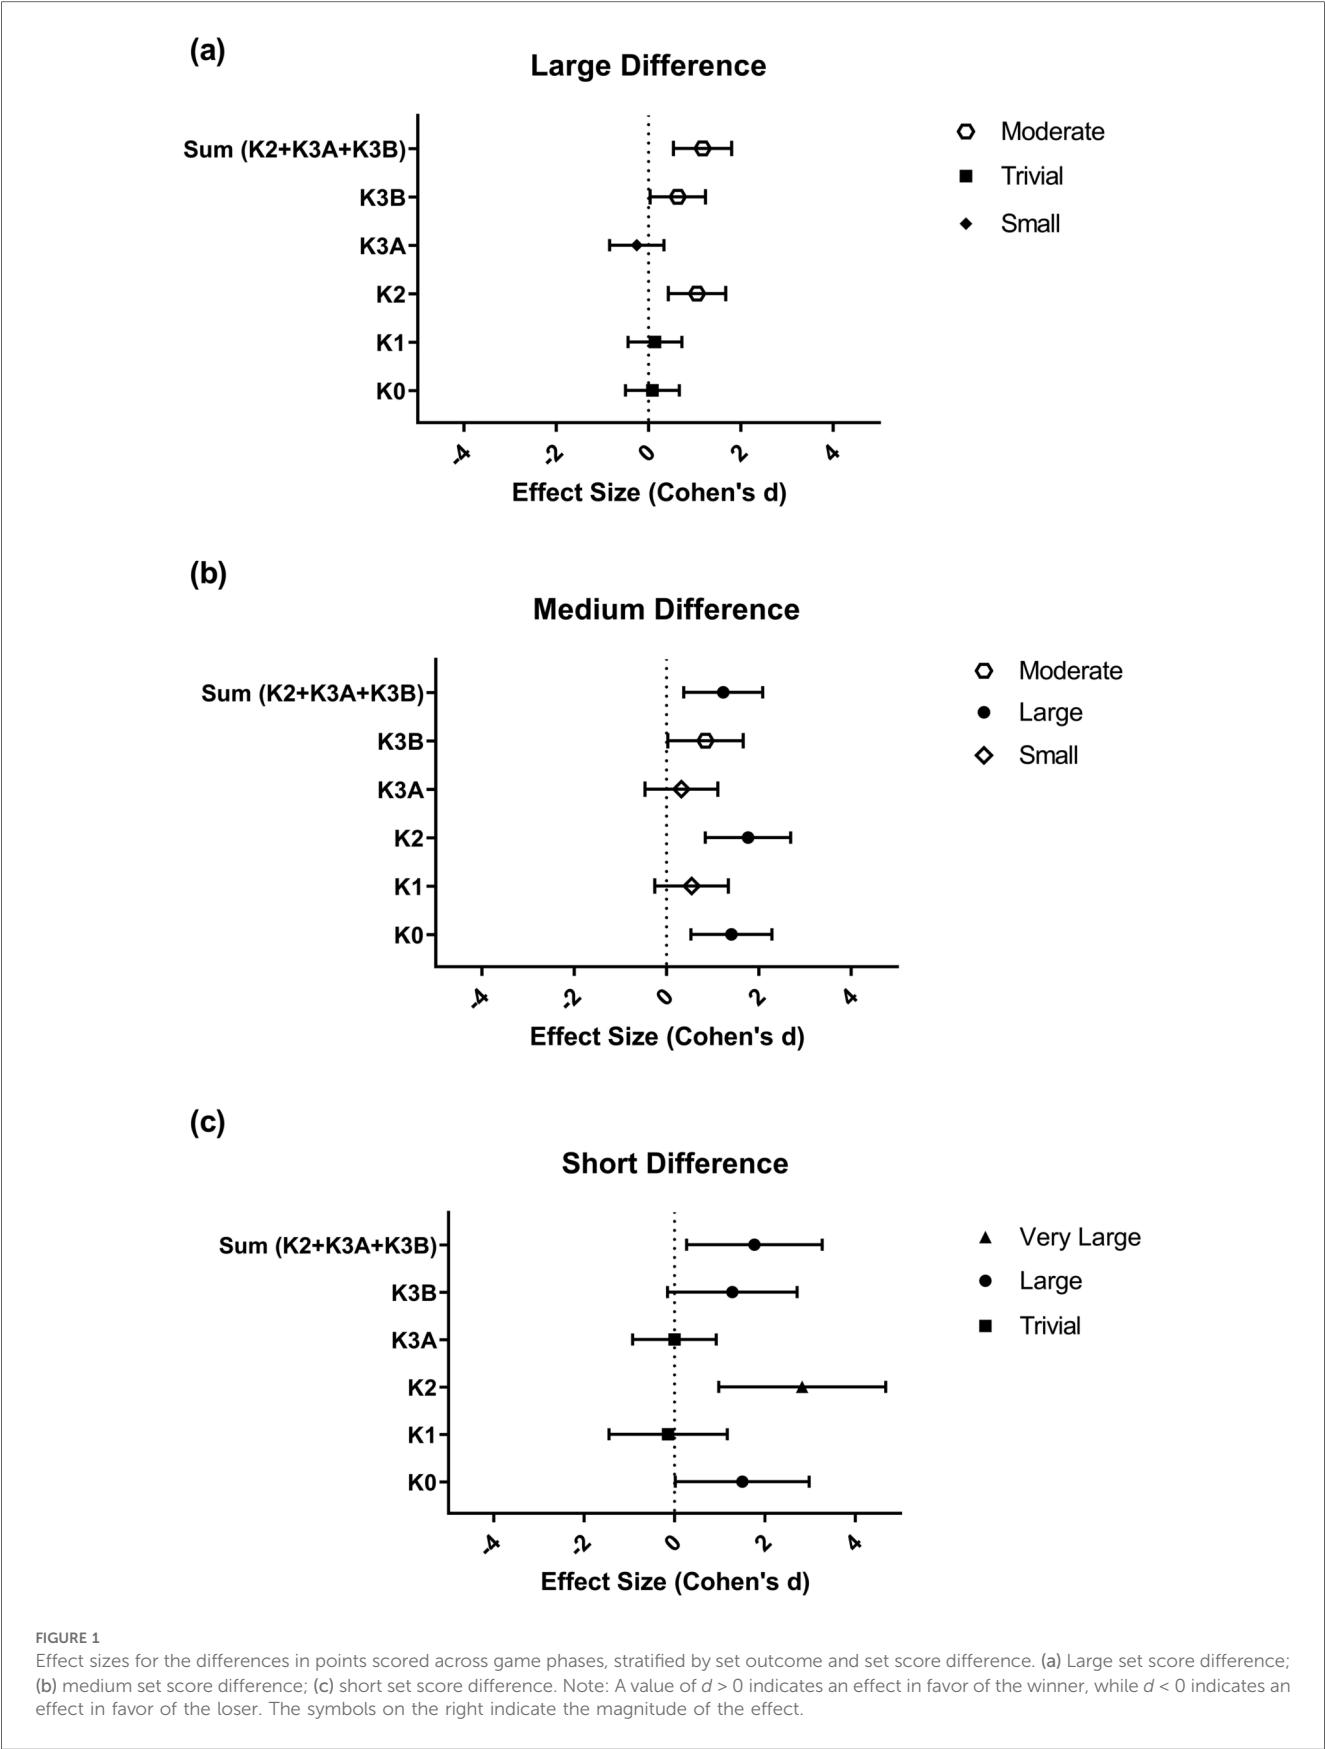 (a)
Large Difference
Sum (K2+K3A+K3B)
K3B
K3A
K2
K1
K0
-4 -2 0 2 4
Effect Size (Cohen's d)
Moderate
Trivial
Small
(b)
Medium Difference
Sum (K2+K3A+K3B)
K3B
K3A
K2
K1
K0
-4 -2 0 2 4
Effect Size (Cohen's d)
Moderate
Large
Small
(c)
Short Difference
Sum (K2+K3A+K3B)
K3B
K3A
K2
K1
K0
-4 -2 0 2 4
Effect Size (Cohen's d)
Very Large
Large
Trivial
FIGURE 1
Effect sizes for the differences in points scored across game phases, stratified by set outcome and set score difference. (a) Large set score difference;
(b) medium set score difference; (c) short set score difference. Note: A value of d > 0 indicates an effect in favor of the winner, while d < 0 indicates an
effect in favor of the loser. The symbols on the right indicate the magnitude of the effect.